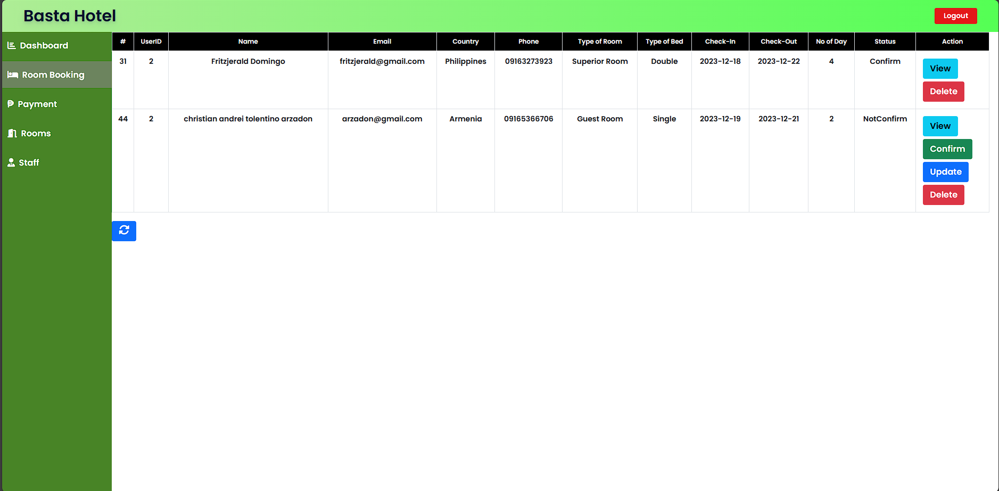 Basta Hotel
Logout
Dashboard
Room Booking
Payment
Rooms
Staff
# UserID Name Email Country Phone Type of Room Type of Bed Check-In Check-Out No of Day Status Action
31 2 Fritzjerald Domingo fritzjerald@gmail.com Philippines 09163273923 Superior Room Double 2023-12-18 2023-12-22 4 Confirm
View
Delete
44 2 christian andrei tolentino arzadon arzadon@gmail.com Armenia 09165366706 Guest Room Single 2023-12-19 2023-12-21 2 NotConfirm
View
Confirm
Update
Delete